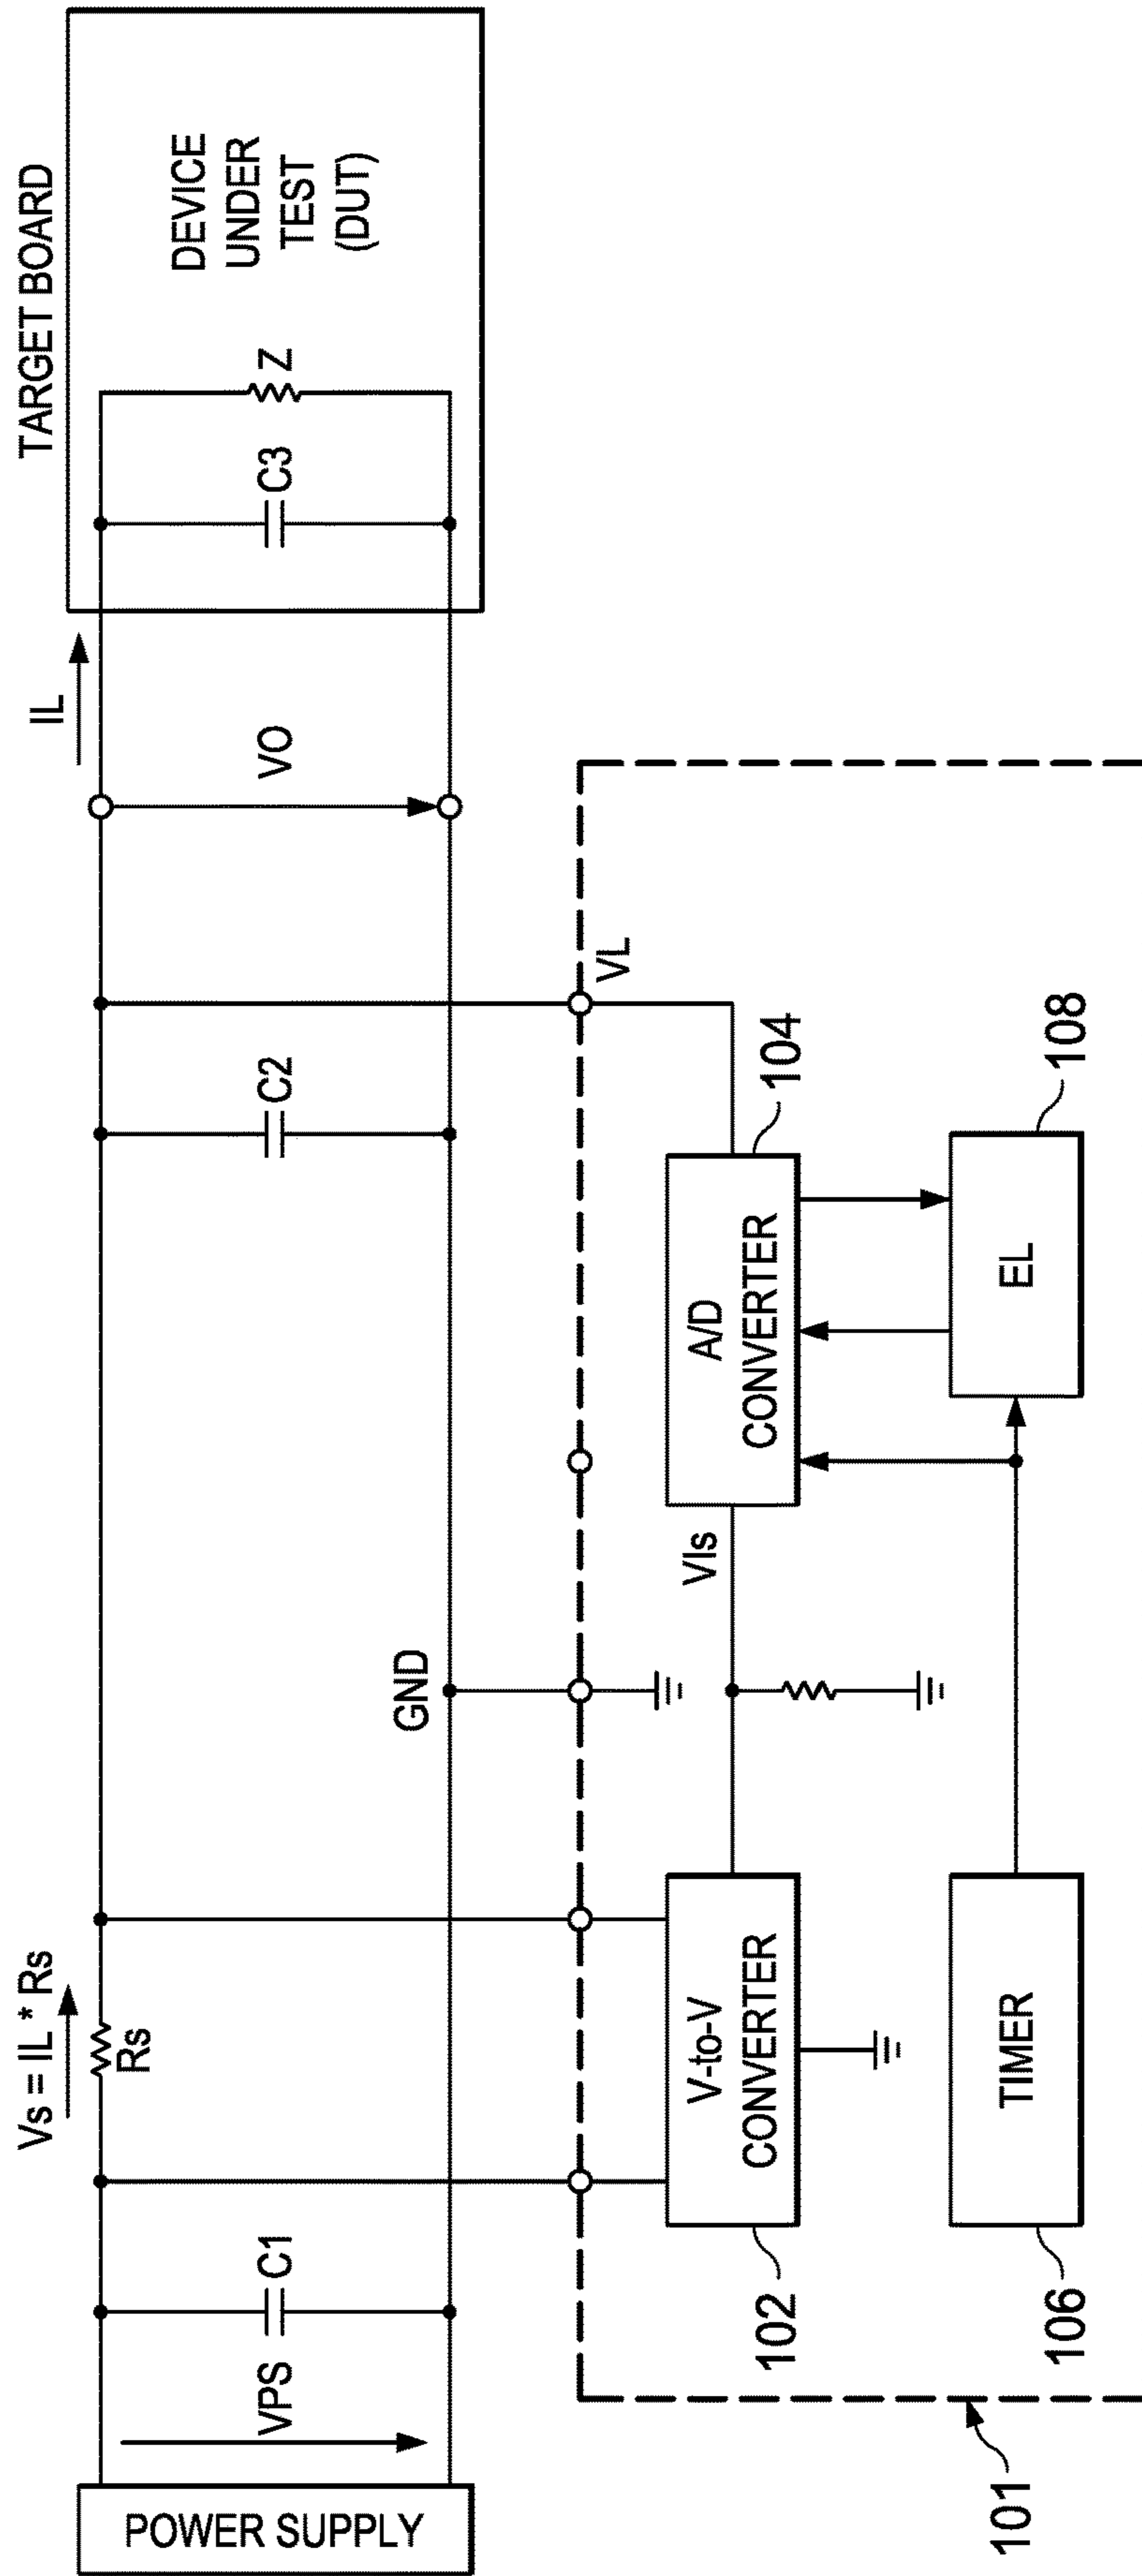 TARGET BOARD
DEVICE
UNDER
TEST
(DUT)
Z
C3
IL
VO
VL
C2
104
108
A/D
CONVERTER
EL
VIs
GND
Vs = IL * Rs
Rs
V-to-V
CONVERTER
TIMER
C1
VPS
102
106
101
POWER SUPPLY